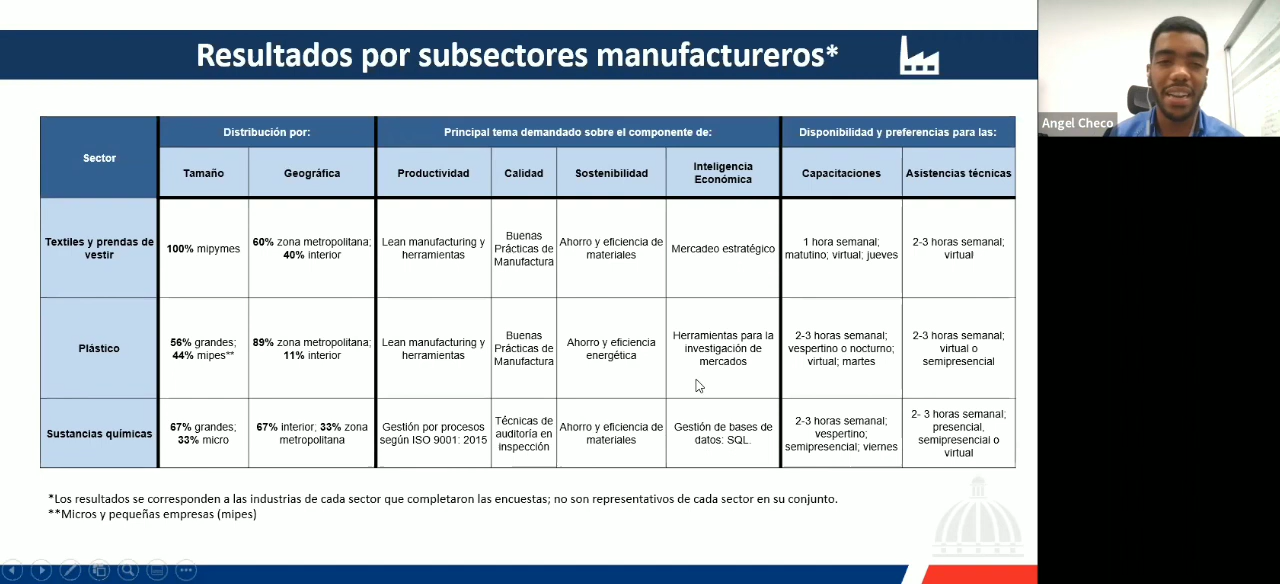 Resultados por subsectores manufactureros*
Angel Checo
Sector
Distribución por:
Principal tema demandado sobre el componente de:
Disponibilidad y preferencias para las:
Tamaño
Geográfica
Productividad
Calidad
Sostenibilidad
Inteligencia
Económica
Capacitaciones
Asistencias técnicas
Textiles y prendas de
vestir
100% mipymes
60% zona metropolitana;
40% interior
Lean manufacturing y
herramientas
Buenas
Prácticas de
Manufactura
Ahorro y eficiencia de
materiales
Mercadeo estratégico
1 hora semanal;
matutino; virtual; jueves
2-3 horas semanal;
virtual
Plástico
56% grandes;
44% mipes**
89% zona metropolitana;
11% interior
Lean manufacturing y
herramientas
Buenas
Prácticas de
Manufactura
Ahorro y eficiencia
energética
Herramientas para la
investigación de
mercados
2-3 horas semanal;
vespertino o nocturno;
virtual; martes
2-3 horas semanal;
virtual o
semipresencial
Sustancias químicas
67% grandes;
33% micro
67% interior; 33% zona
metropolitana
Gestión por procesos
según ISO 9001: 2015
Técnicas de
auditoría en
inspección
Ahorro y eficiencia de
materiales
Gestión de bases de
datos: SQL.
2-3 horas semanal;
vespertino;
semipresencial; viernes
2- 3 horas semanal;
presencial,
semipresencial o
virtual
*Los resultados se corresponden a las industrias de cada sector que completaron las encuestas; no son representativos de cada sector en su conjunto.
**Micros y pequeñas empresas (mipes)